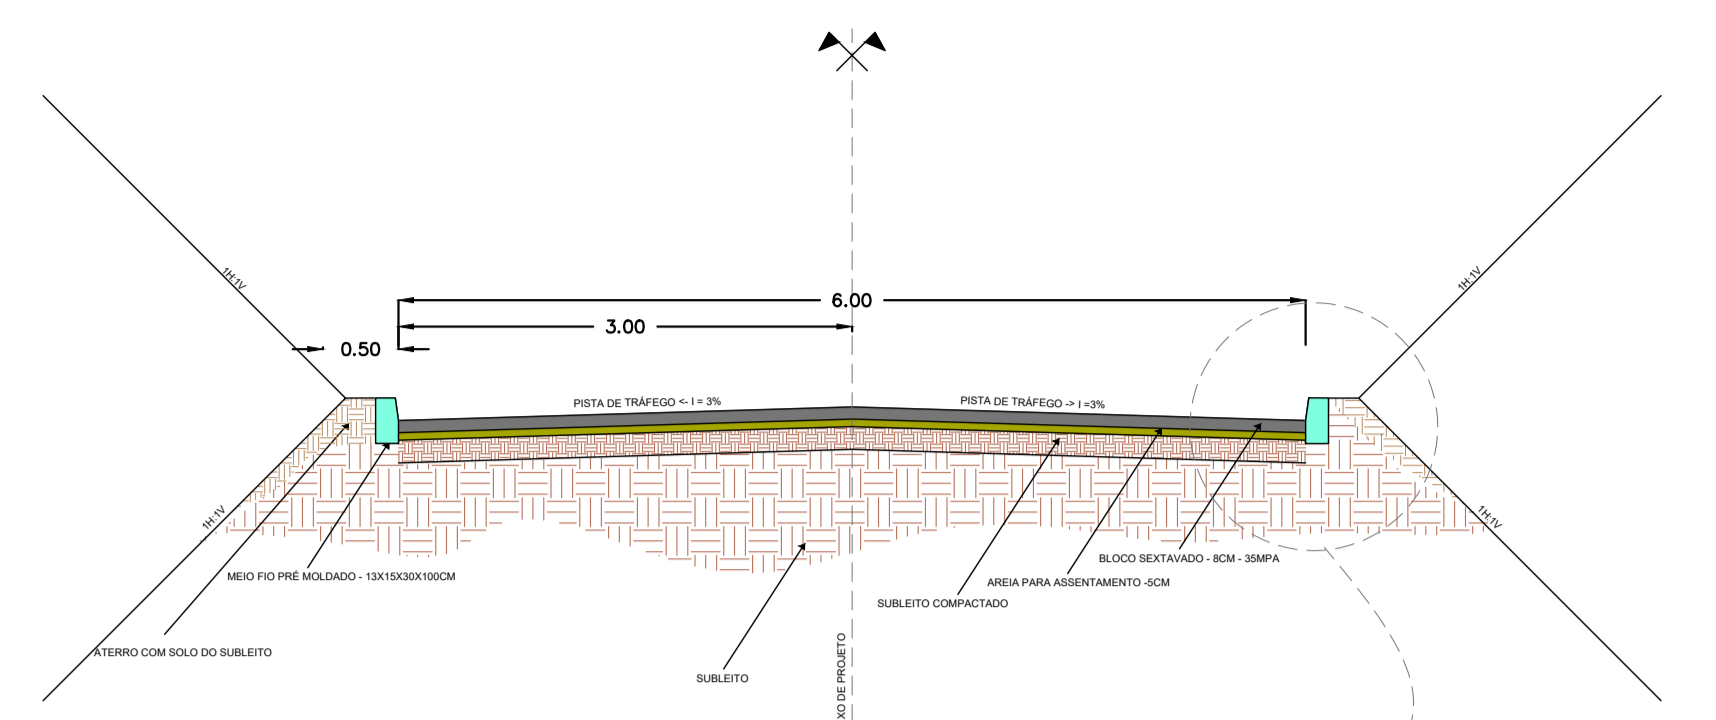 1H:1V
1H:1V
6.00
3.00
0.50
PISTA DE TRÁFEGO <- I = 3%
PISTA DE TRÁFEGO -> I =3%
1H:1V
1H:1V
BLOCO SEXTAVADO - 8CM - 35MPA
MEIO FIO PRÉ MOLDADO - 13X15X30X100CM
AREIA PARA ASSENTAMENTO -5CM
SUBLEITO COMPACTADO
ATERRO COM SOLO DO SUBLEITO
SUBLEITO
XO DE PROJETO